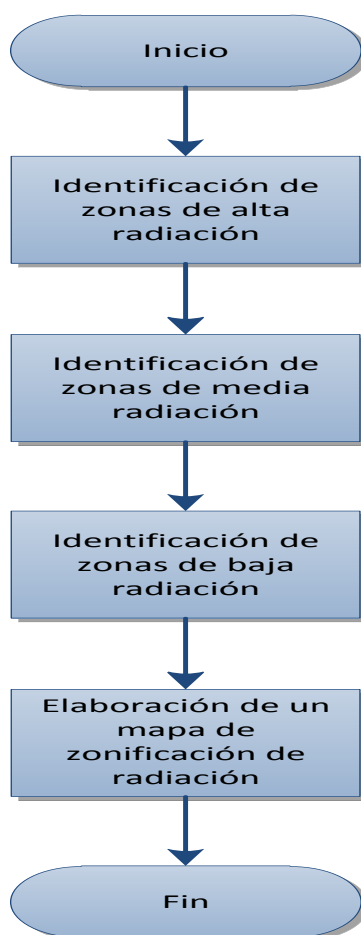 Inicio
Identificación de
zonas de alta
radiación
Identificación de
zonas de media
radiación
Identificación de
zonas de baja
radiación
Elaboración de un
mapa de
zonificación de
radiación
Fin